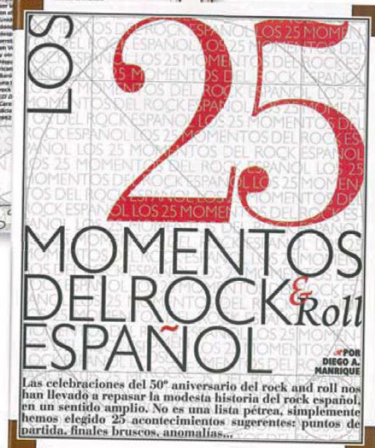 LOS
25
MOMENTOS
DEL ROCK & Roll
ESPAÑOL
POR
DIEGO A.
MANRIQUE
Las celebraciones del 50º aniversario del rock and roll nos
han llevado a repasar la modesta historia del rock español,
en un sentido amplio. No es una lista pétrea, simplemente
hemos elegido 25 acontecimientos sugerentes: puntos de
partida, finales bruscos, anomalías...